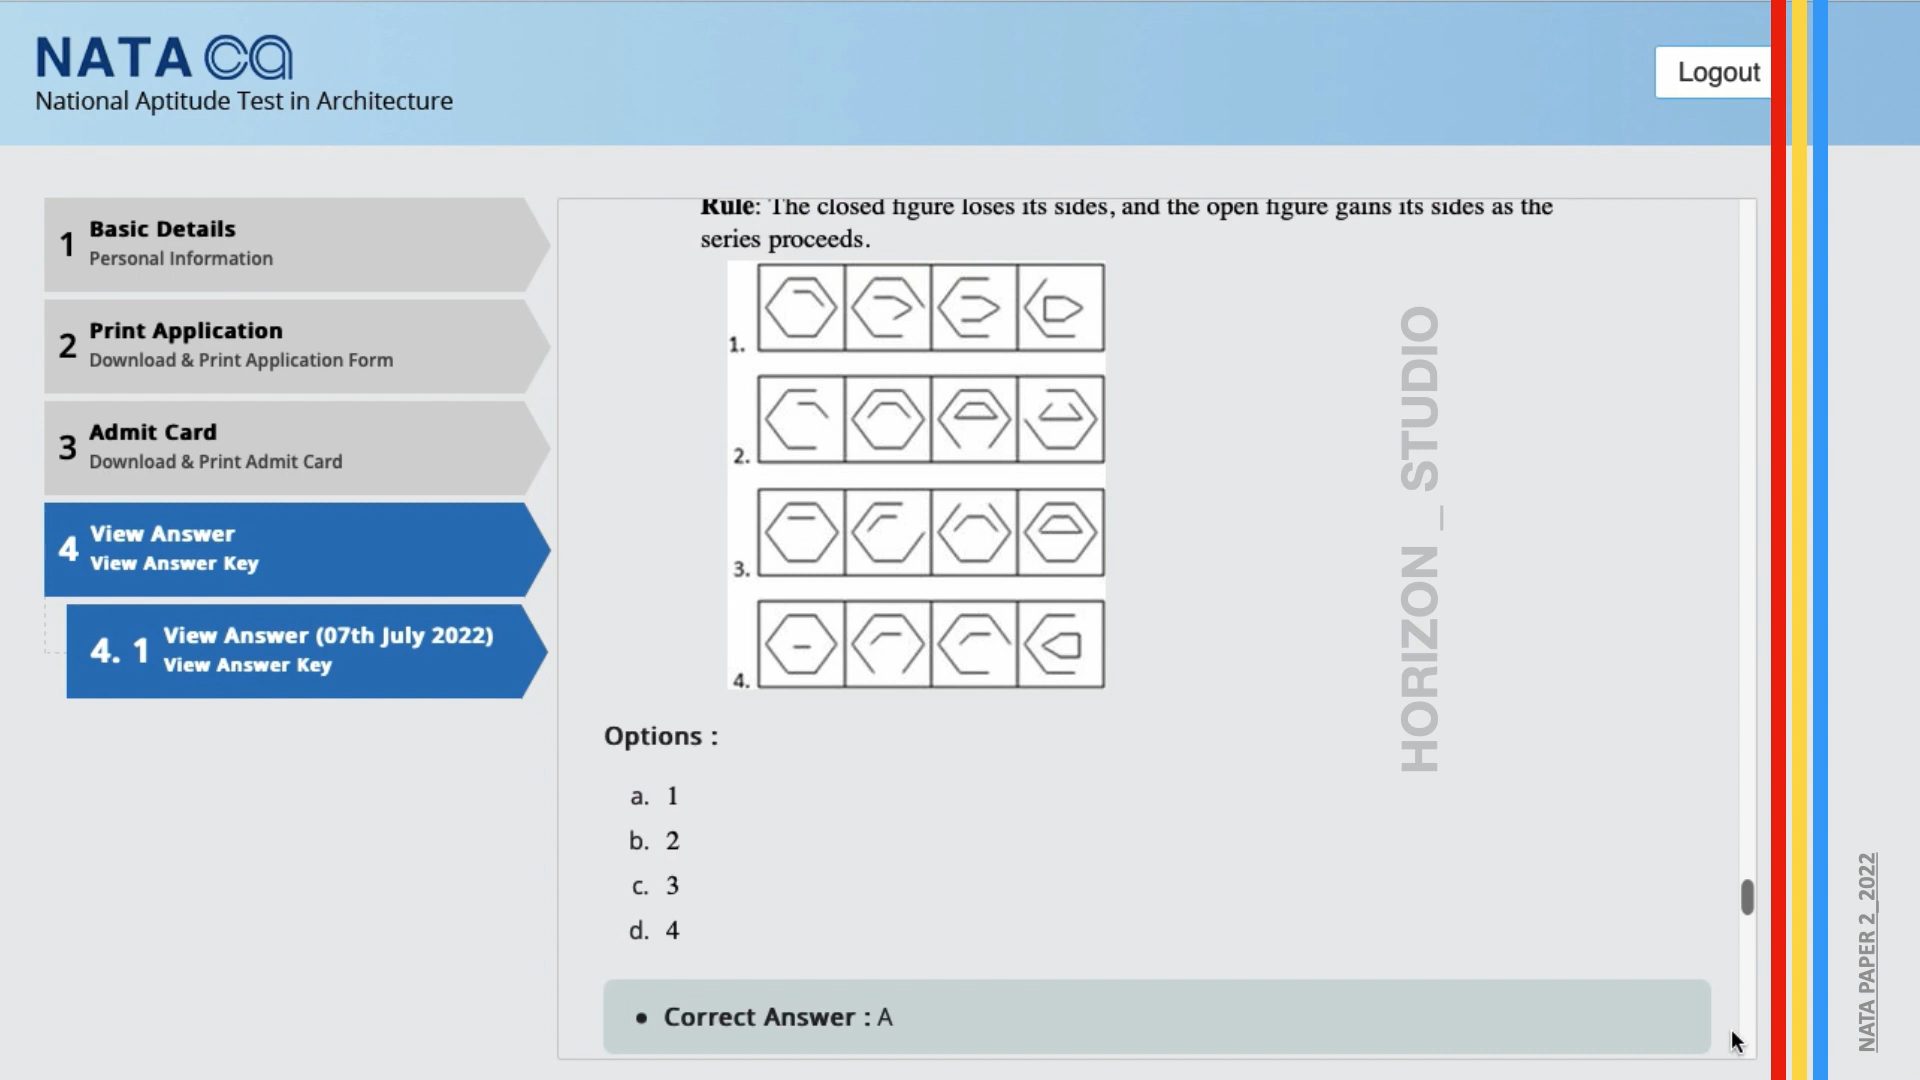 NATA
National Aptitude Test in Architecture
Logout
1
Basic Details
Personal Information
2
Print Application
Download & Print Application Form
3
Admit Card
Download & Print Admit Card
4
View Answer
View Answer Key
4. 1
View Answer (07th July 2022)
View Answer Key
Rule: The closed figure loses its sides, and the open figure gains its sides as the
series proceeds.
1.
2.
3.
4.
Options :
a. 1
b. 2
c. 3
d. 4
Correct Answer : A
HORIZON _ STUDIO
NATA PAPER 2_2022